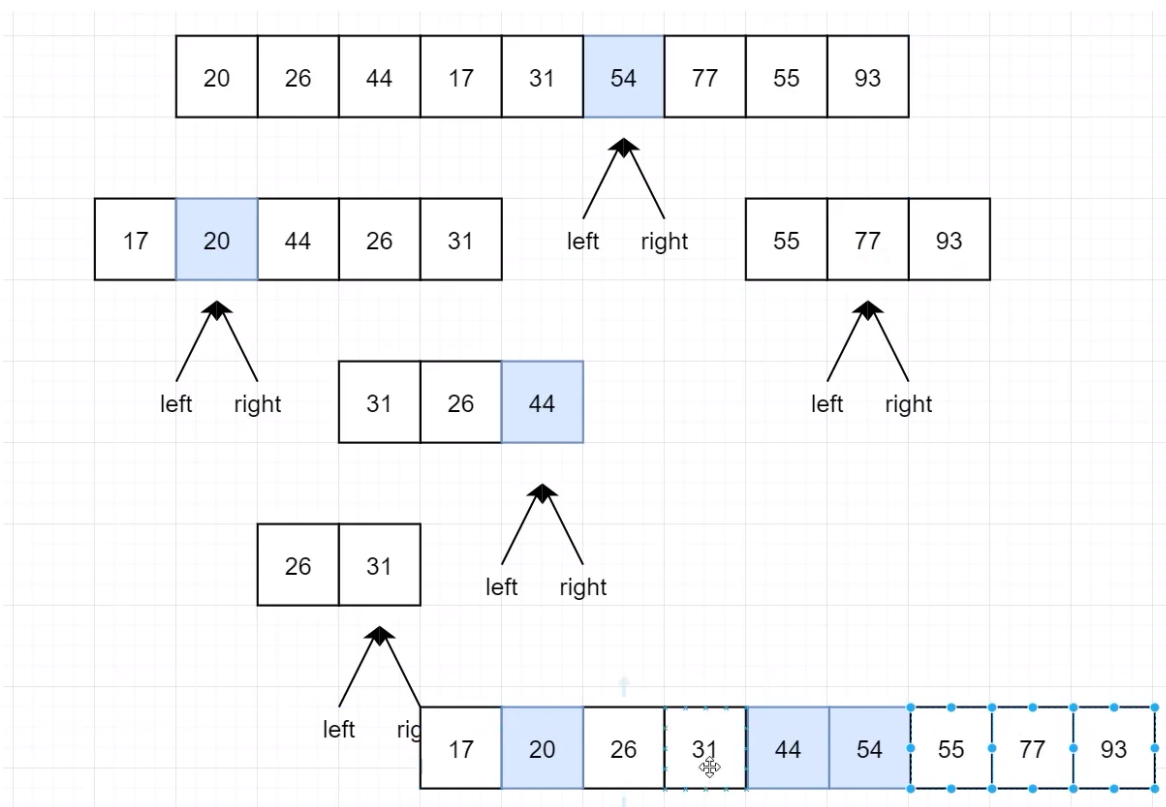 20 26 44 17 31 54 77 55 93
17 20 44 26 31
left right
55 77 93
left right
31 26 44
left right
left right
26 31
left
17 20 26 31 44 54 55 77 93